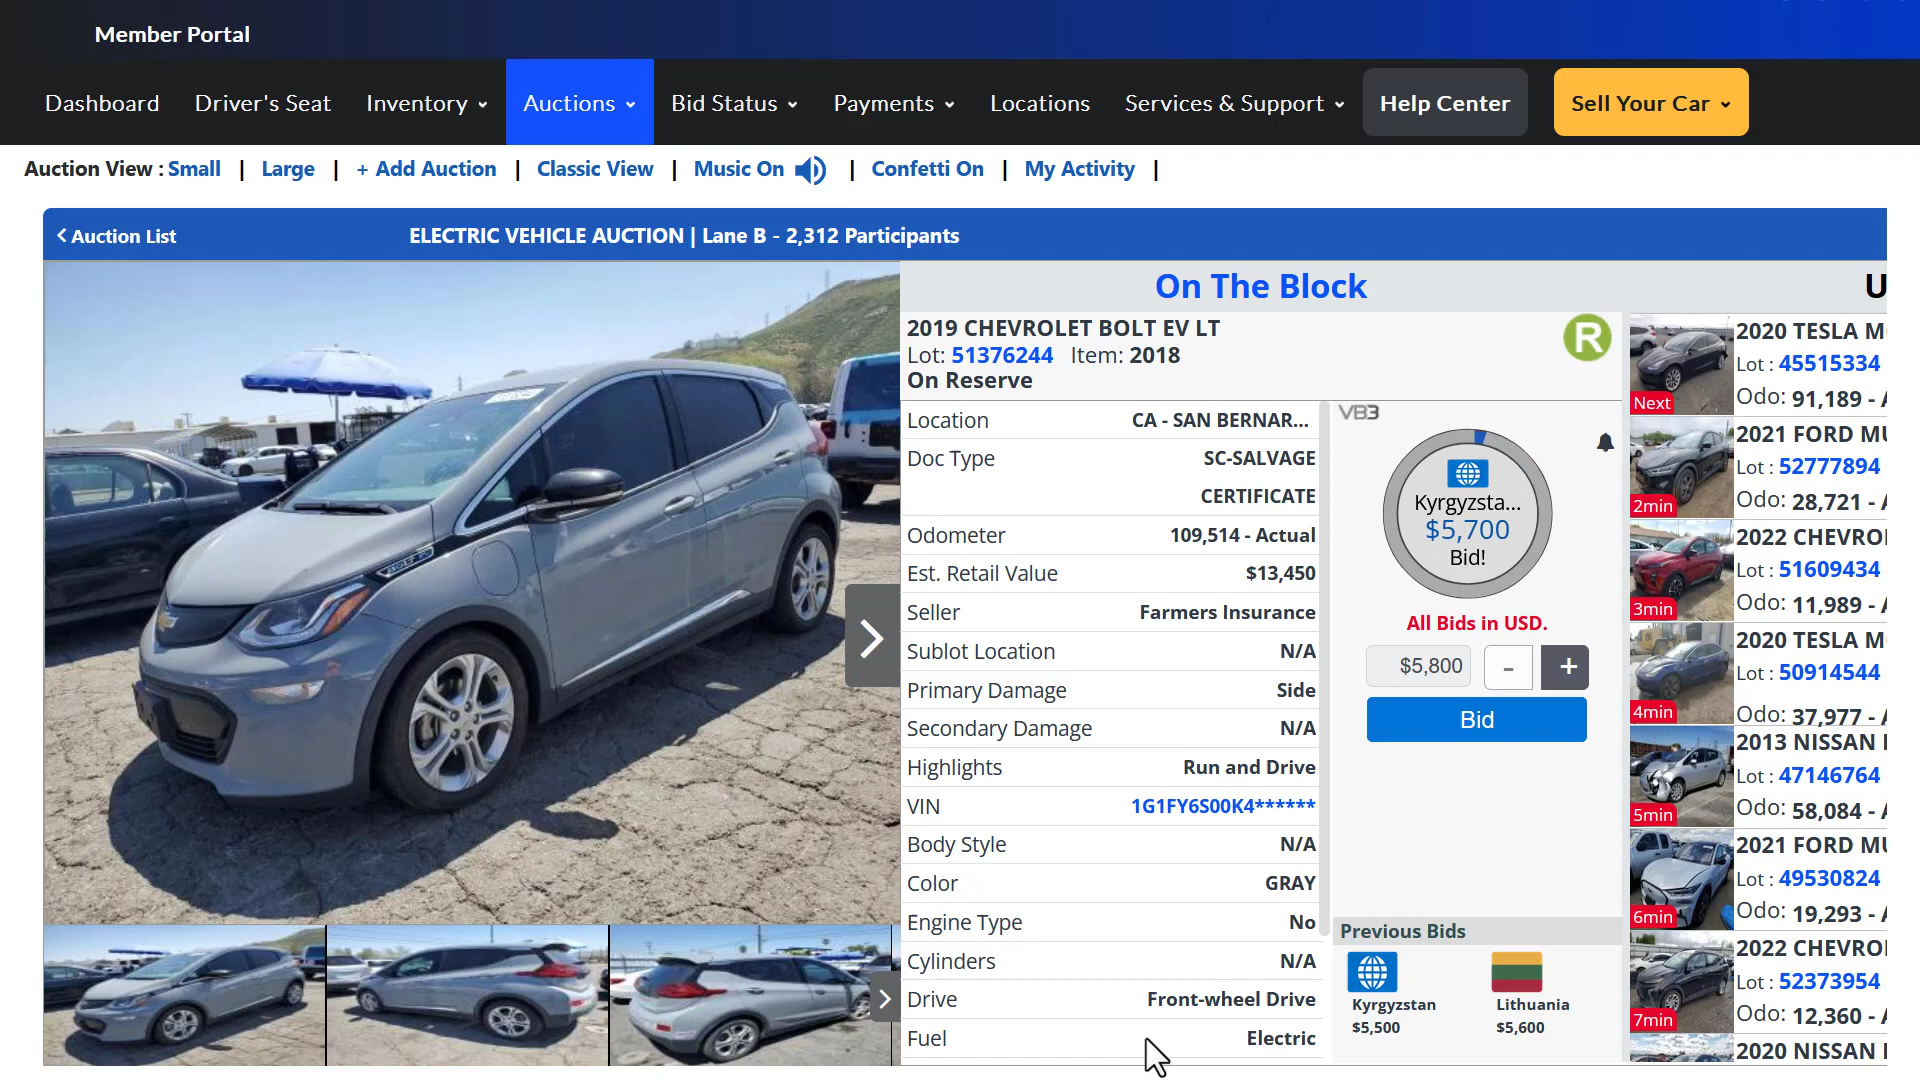 Member Portal
Dashboard Driver's Seat Inventory Auctions Bid Status Payments Locations Services & Support Help Center Sell Your Car
Auction View : Small | Large | + Add Auction | Classic View | Music On | Confetti On | My Activity |
Auction List ELECTRIC VEHICLE AUCTION | Lane B - 2,312 Participants
On The Block
U
2019 CHEVROLET BOLT EV LT
Lot: 51376244 Item: 2018
On Reserve
R
Location CA - SAN BERNAR...
Doc Type SC-SALVAGE
CERTIFICATE
Odometer 109,514 - Actual
Est. Retail Value $13,450
Seller Farmers Insurance
Sublot Location N/A
Primary Damage Side
Secondary Damage N/A
Highlights Run and Drive
VIN 1G1FY6S00K4******
Body Style N/A
Color GRAY
Engine Type No
Cylinders N/A
Drive Front-wheel Drive
Fuel Electric
VB3
Kyrgyzsta...
$5,700
Bid!
All Bids in USD.
$5,800 - +
Bid
Previous Bids
Kyrgyzstan
$5,500
Lithuania
$5,600
2020 TESLA M
Lot : 45515334
Odo: 91,189 - A
Next
2021 FORD MU
Lot : 52777894
Odo: 28,721 - A
2min
2022 CHEVROL
Lot : 51609434
Odo: 11,989 - A
3min
2020 TESLA M
Lot : 50914544
Odo: 37,977 - A
4min
2013 NISSAN
Lot : 47146764
Odo: 58,084 - A
5min
2021 FORD MU
Lot : 49530824
Odo: 19,293 - A
6min
2022 CHEVROL
Lot : 52373954
Odo: 12,360 - A
7min
2020 NISSAN